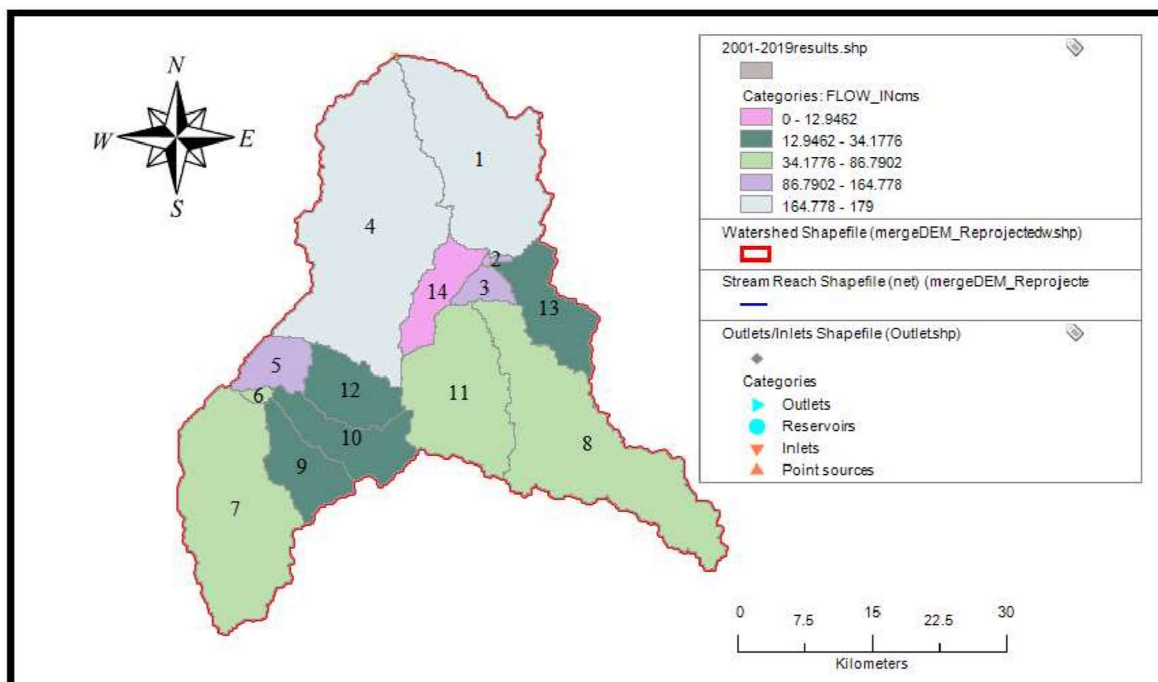 N
W
E
S
1
4
2
14
3
13
5
12
6
11
10
8
9
7
2001-2019results.shp
Categories: FLOW_INcms
0 - 12.9462
12.9462 - 34.1776
34.1776 - 86.7902
86.7902 - 164.778
164.778 - 179
Watershed Shapefile (mergeDEM_Reprojectedw.shp)
Stream Reach Shapefile (net) (mergeDEM_Reprojecte
Outlets/Inlets Shapefile (Outlet.shp)
Categories
Outlets
Reservoirs
Inlets
Point sources
0 15 30
7.5 22.5
Kilometers